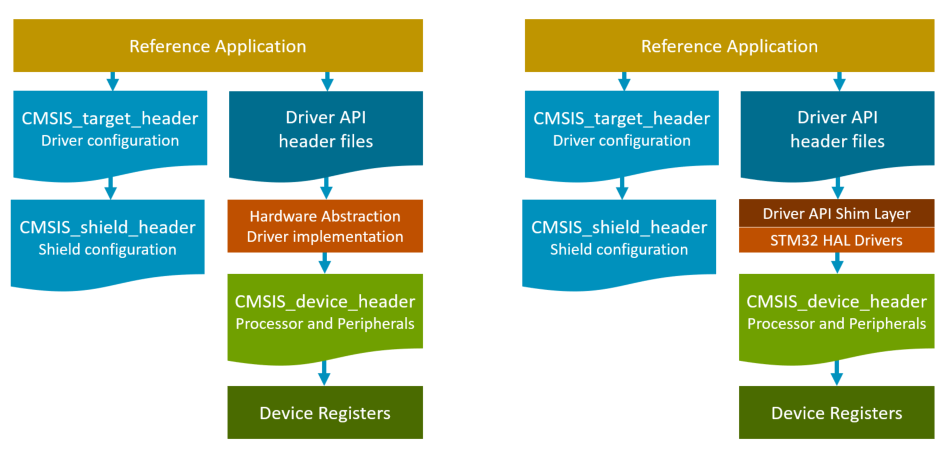 Reference Application
CMSIS_target_header
Driver configuration
Driver API
header files
CMSIS_shield_header
Shield configuration
Hardware Abstraction
Driver implementation
CMSIS_device_header
Processor and Peripherals
Device Registers
Reference Application
CMSIS_target_header
Driver configuration
Driver API
header files
CMSIS_shield_header
Shield configuration
Driver API Shim Layer
STM32 HAL Drivers
CMSIS_device_header
Processor and Peripherals
Device Registers